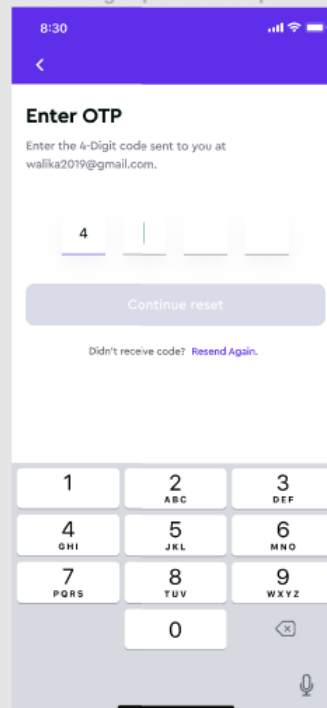 8:30
Enter OTP
Enter the 4-Digit code sent to you at
walika2019@gmail.com.
4
Continue reset
Didn't receive code? Resend Again.
1 2 3
ABC DEF
4 5 6
GHI JKL MNO
7 8 9
PQRS TUV WXYZ
0